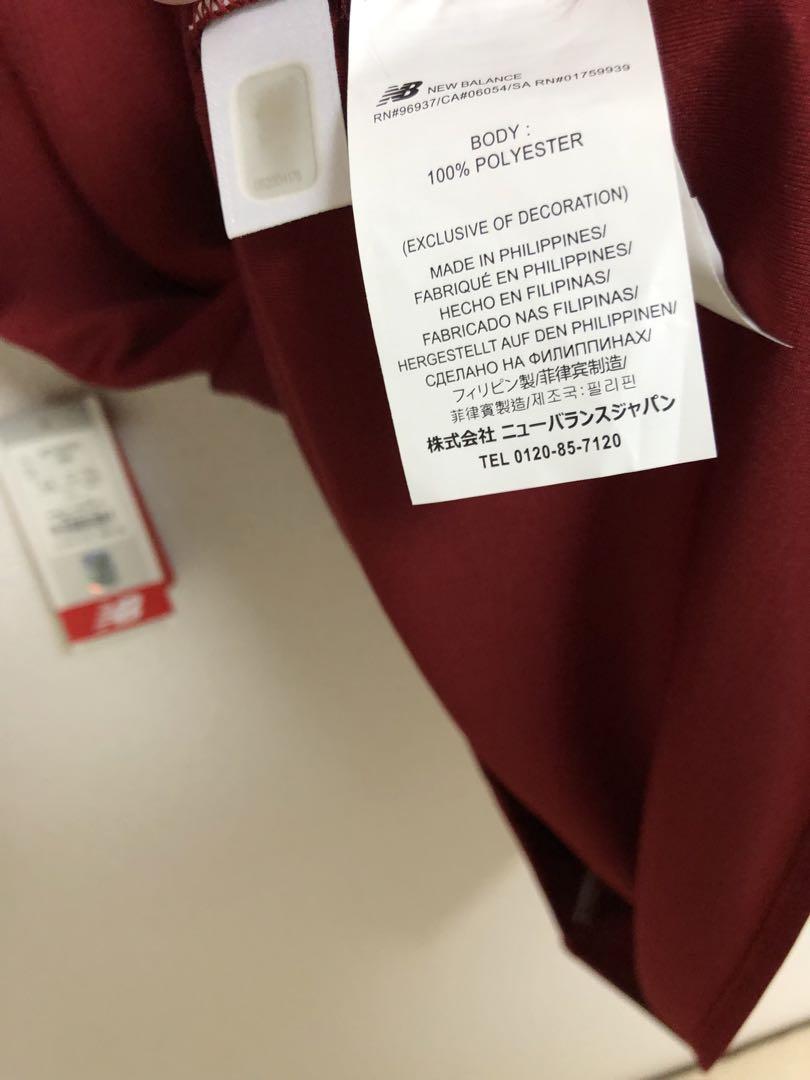 NB NEW BALANCE
RN#96937/CA#06054/SA RN#01759939
BODY :
100% POLYESTER
(EXCLUSIVE OF DECORATION)
MADE IN PHILIPPINES/
FABRIQUÉ EN PHILIPPINES/
HECHO EN FILIPINAS/
FABRICADO NAS FILIPINAS/
HERGESTELLT AUF DEN PHILIPPINEN/
СДЕЛАНО НА ФИЛИППИНАХ/
フィリピン製/菲律宾制造/
菲律賓製造/제조국:필리핀
株式会社 ニューバランスジャパン
TEL 0120-85-7120
NB